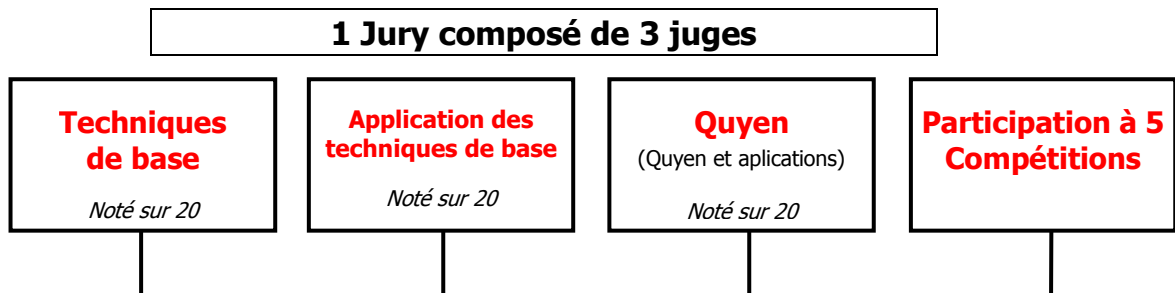 1 Jury composé de 3 juges
Techniques
de base
Noté sur 20
Application des
techniques de base
Noté sur 20
Quyen
(Quyen et aplications)
Noté sur 20
Participation à 5
Compétitions